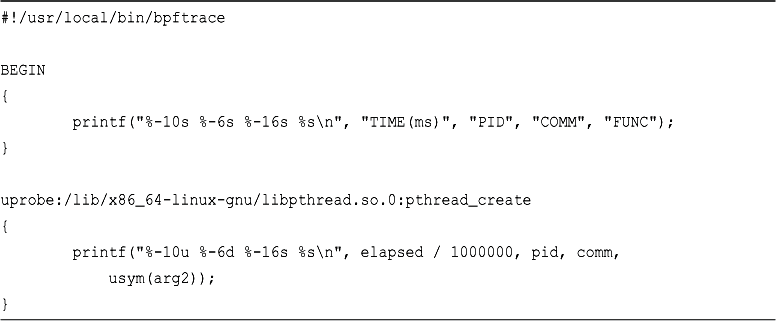 #!/usr/local/bin/bpftrace
BEGIN
{
printf("%-10s %-6s %-16s %s\n", "TIME(ms)", "PID", "COMM", "FUNC");
}
uprobe:/lib/x86_64-linux-gnu/libpthread.so.0:pthread_create
{
printf("%-10u %-6d %-16s %s\n", elapsed / 1000000, pid, comm,
usym(arg2));
}